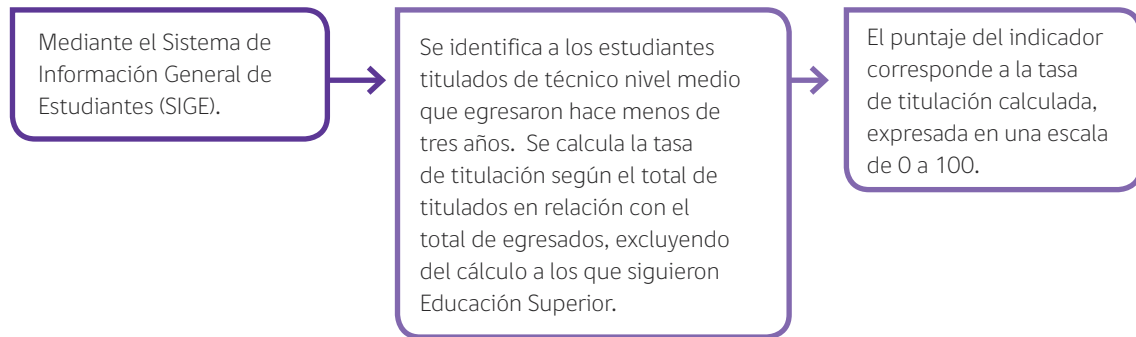 Mediante el Sistema de
Información General de
Estudiantes (SIGE).
Se identifica a los estudiantes
titulados de técnico nivel medio
que egresaron hace menos de
tres años. Se calcula la tasa
de titulación según el total de
titulados en relación con el
total de egresados, excluyendo
del cálculo a los que siguieron
Educación Superior.
El puntaje del indicador
corresponde a la tasa
de titulación calculada,
expresada en una escala
de 0 a 100.